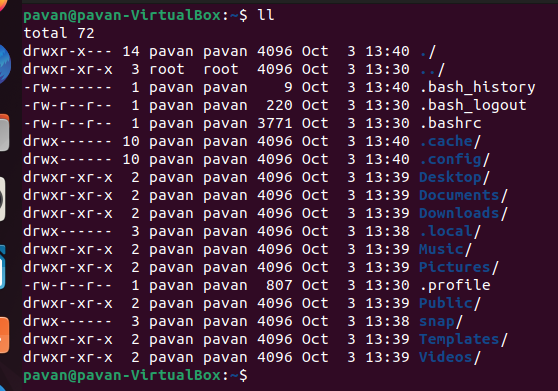 pavan@pavan-VirtualBox:~$ ll
total 72
drwxr-x--- 14 pavan pavan 4096 Oct  3 13:40 ./
drwxr-xr-x  3 root  root  4096 Oct  3 13:30 ../
-rw-------  1 pavan pavan    9 Oct  3 13:40 .bash_history
-rw-r--r--  1 pavan pavan  220 Oct  3 13:30 .bash_logout
-rw-r--r--  1 pavan pavan 3771 Oct  3 13:30 .bashrc
drwx------ 10 pavan pavan 4096 Oct  3 13:40 .cache/
drwx------ 10 pavan pavan 4096 Oct  3 13:40 .config/
drwxr-xr-x  2 pavan pavan 4096 Oct  3 13:39 Desktop/
drwxr-xr-x  2 pavan pavan 4096 Oct  3 13:39 Documents/
drwxr-xr-x  2 pavan pavan 4096 Oct  3 13:39 Downloads/
drwx------  3 pavan pavan 4096 Oct  3 13:38 .local/
drwxr-xr-x  2 pavan pavan 4096 Oct  3 13:39 Music/
drwxr-xr-x  2 pavan pavan 4096 Oct  3 13:39 Pictures/
-rw-r--r--  1 pavan pavan  807 Oct  3 13:30 .profile
drwxr-xr-x  2 pavan pavan 4096 Oct  3 13:39 Public/
drwx------  3 pavan pavan 4096 Oct  3 13:38 snap/
drwxr-xr-x  2 pavan pavan 4096 Oct  3 13:39 Templates/
drwxr-xr-x  2 pavan pavan 4096 Oct  3 13:39 Videos/
pavan@pavan-VirtualBox:~$